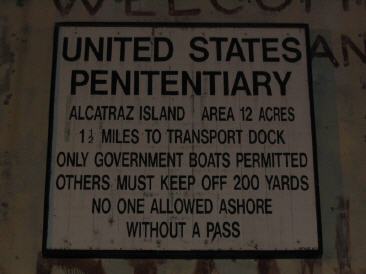 WELCOM
UNITED STATES
PENITENTIARY
ALCATRAZ ISLAND AREA 12 ACRES
1½ MILES TO TRANSPORT DOCK
ONLY GOVERNMENT BOATS PERMITTED
OTHERS MUST KEEP OFF 200 YARDS
NO ONE ALLOWED ASHORE
WITHOUT A PASS